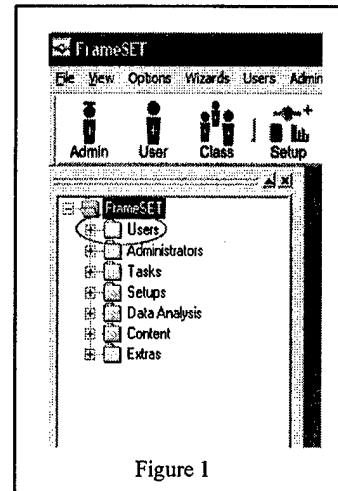 FrameSET
File View Options Wizards Users Admin
Admin User Class Setup
FrameSET
Users
Administrators
Tasks
Setups
Data Analysis
Content
Extras
Figure 1